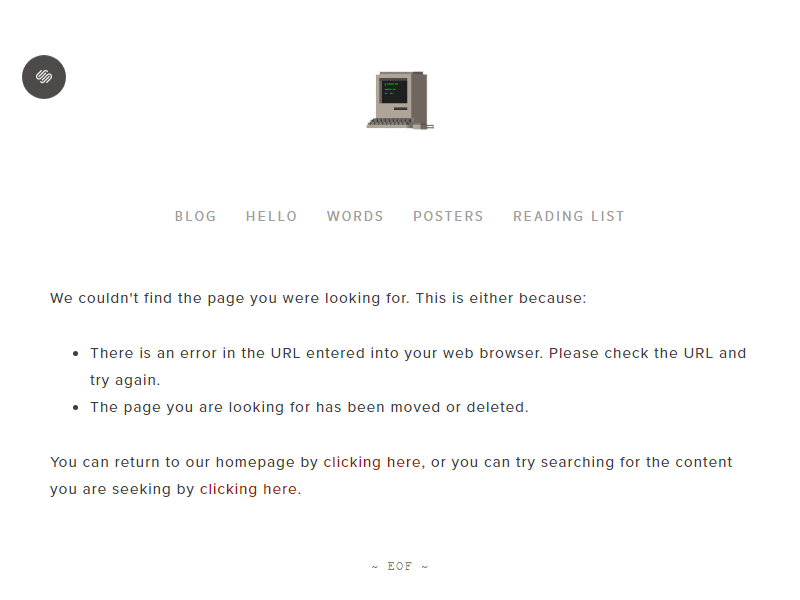 BLOG HELLO WORDS POSTERS READING LIST
We couldn't find the page you were looking for. This is either because:
There is an error in the URL entered into your web browser. Please check the URL and
try again.
The page you are looking for has been moved or deleted.
You can return to our homepage by clicking here, or you can try searching for the content
you are seeking by clicking here.
~ EOF ~